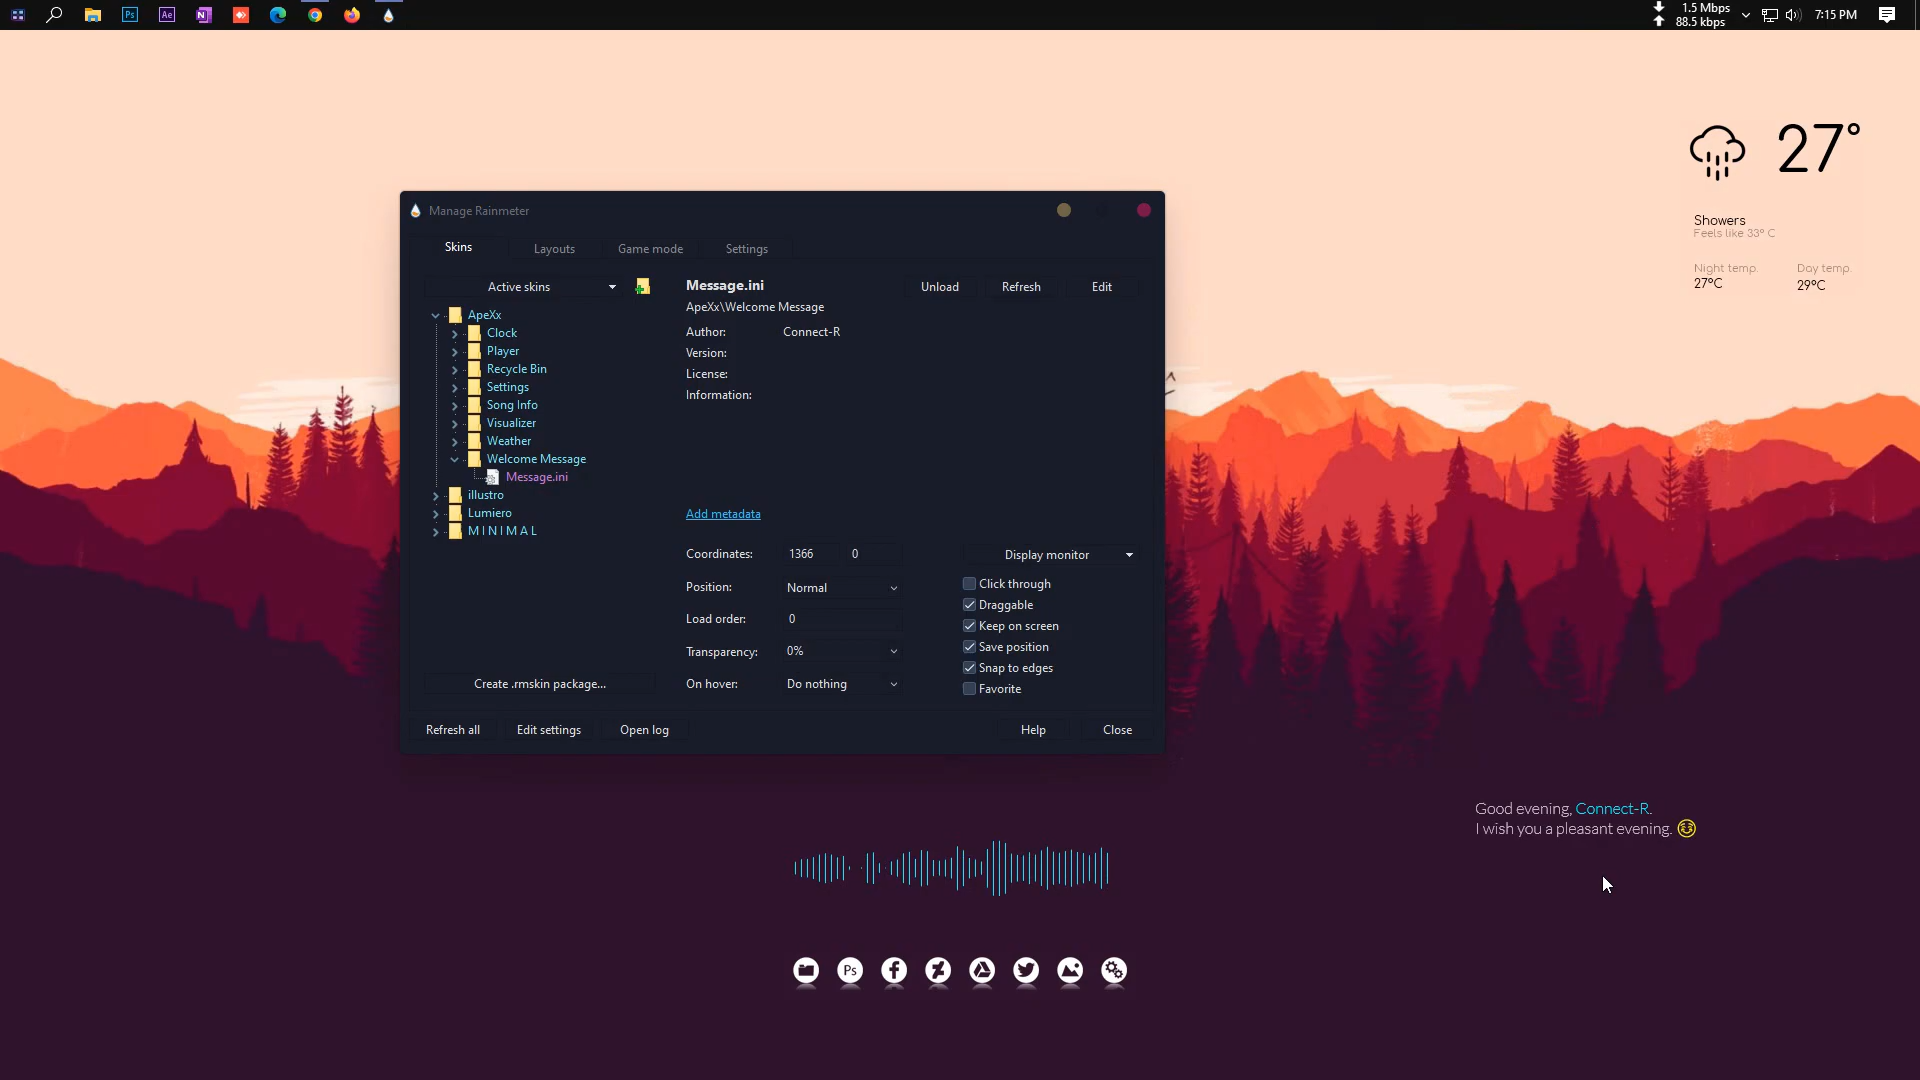 Ps
Ae
N
1.5 Mbps
88.5 kbps
7:15 PM
27°
Showers
Feels like 33° C
Night temp.
Day temp.
27°C
29°C
Manage Rainmeter
Skins
Layouts
Game mode
Settings
Active skins
ApeXx
Clock
Player
Recycle Bin
Settings
Song Info
Visualizer
Weather
Welcome Message
Message.ini
illustro
Lumiero
M I N I M A L
Create .rmskin package...
Message.ini
Unload
Refresh
Edit
ApeXx\Welcome Message
Author: Connect-R
Version:
License:
Information:
Add metadata
Coordinates: 1366 0
Display monitor
Position: Normal
Load order: 0
Transparency: 0%
On hover: Do nothing
Click through
Draggable
Keep on screen
Save position
Snap to edges
Favorite
Refresh all
Edit settings
Open log
Help
Close
Good evening, Connect-R.
I wish you a pleasant evening.
Ps